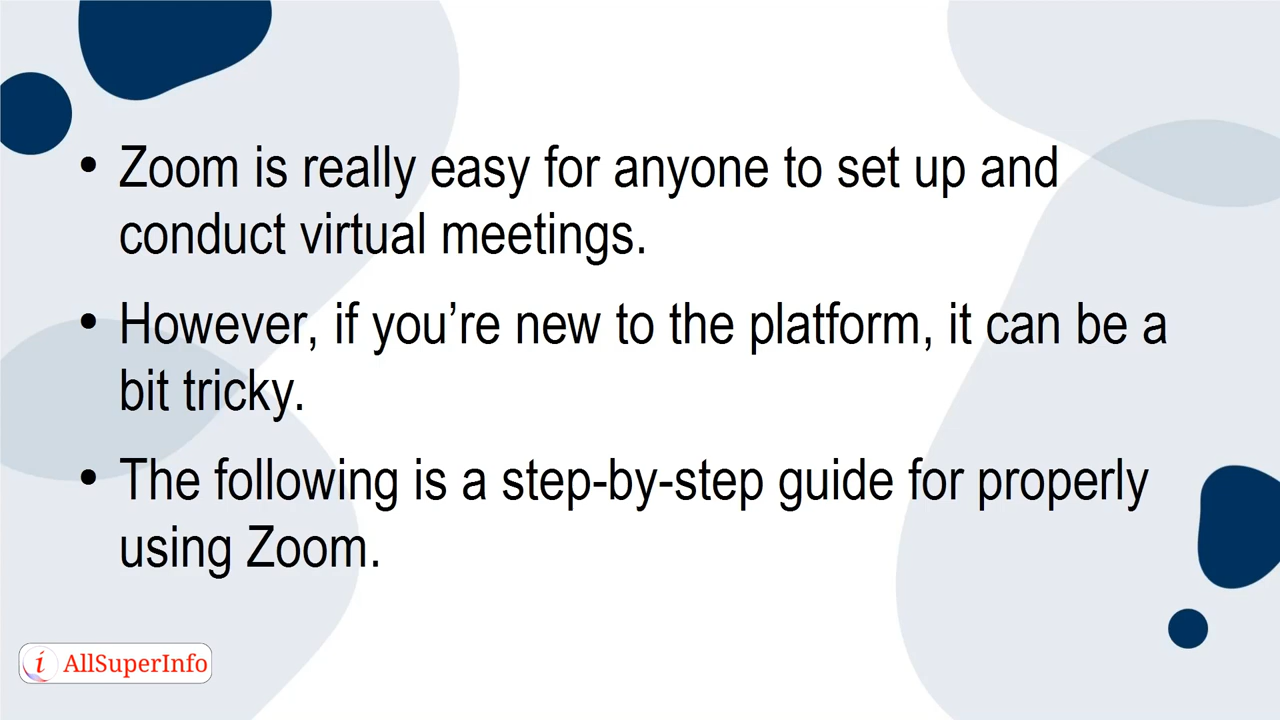 • Zoom is really easy for anyone to set up and
conduct virtual meetings.
• However, if you’re new to the platform, it can be a
bit tricky.
• The following is a step-by-step guide for properly
using Zoom.
i AllSuperInfo